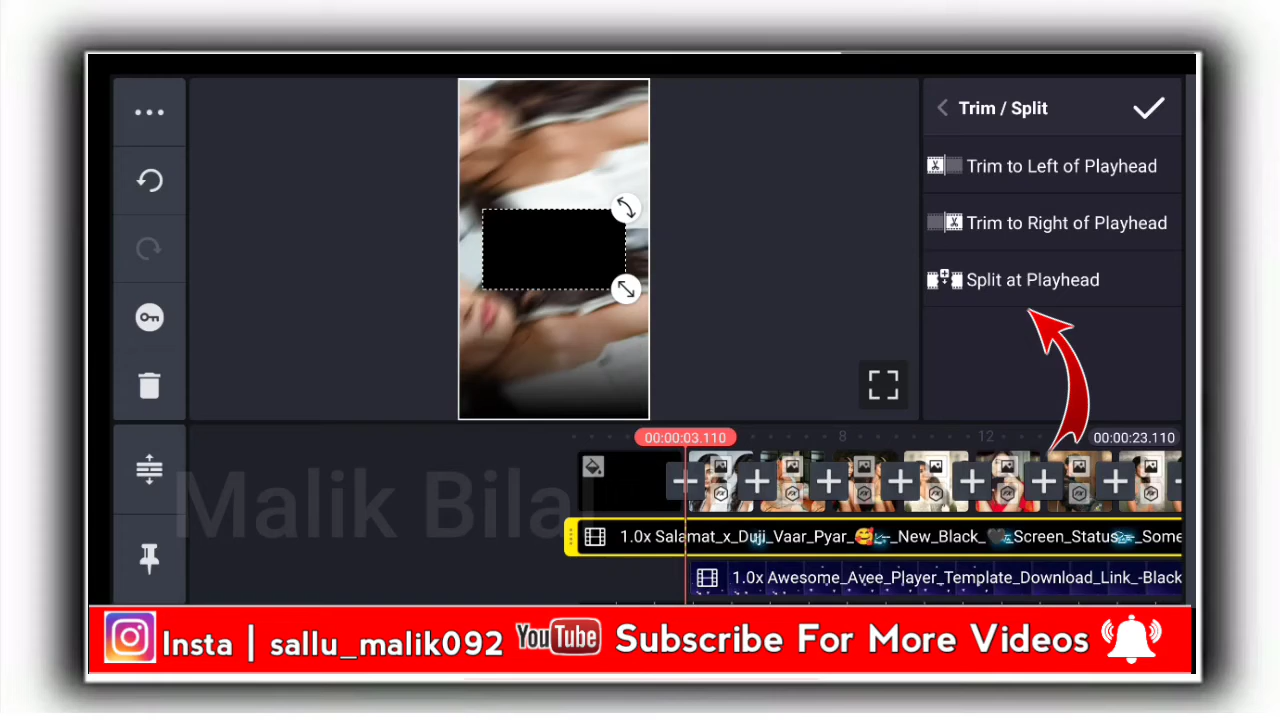 Trim / Split
Trim to Left of Playhead
Trim to Right of Playhead
Split at Playhead
00:00:03.110
8
12
00:00:23.110
Malik Bilal
1.0x Salamat_x_Duji_Vaar_Pyar_🥰 _New_Black_🖤 Screen_Status _Some
1.0x Awesome_Avee_Player_Template_Download_Link_-Black
Insta | sallu_malik092 YouTube Subscribe For More Videos